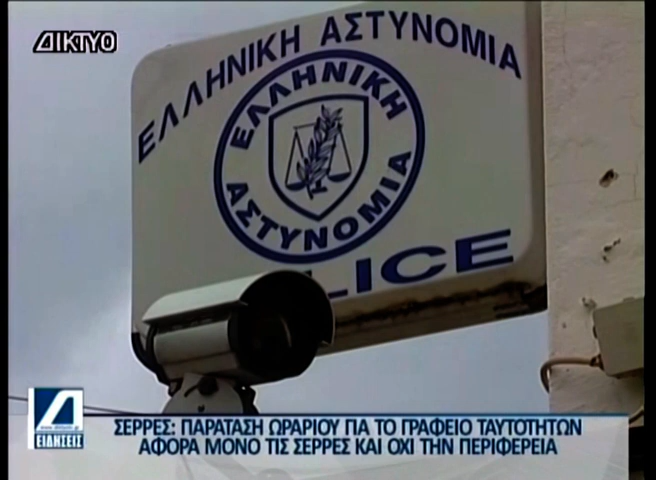 ΔΙΚΤΥΟ
ΕΛΛΗΝΙΚΗ ΑΣΤΥΝΟΜΙΑ
ΕΛΛΗΝΙΚΗ
ΑΣΤΥΝΟΜΙΑ
LICE
ΕΙΔΗΣΕΙΣ
ΣΕΡΡΕΣ: ΠΑΡΑΤΑΣΗ ΩΡΑΡΙΟΥ ΓΙΑ ΤΟ ΓΡΑΦΕΙΟ ΤΑΥΤΟΤΗΤΩΝ
ΑΦΟΡΑ ΜΟΝΟ ΤΙΣ ΣΕΡΡΕΣ ΚΑΙ ΟΧΙ ΤΗΝ ΠΕΡΙΦΕΡΕΙΑ